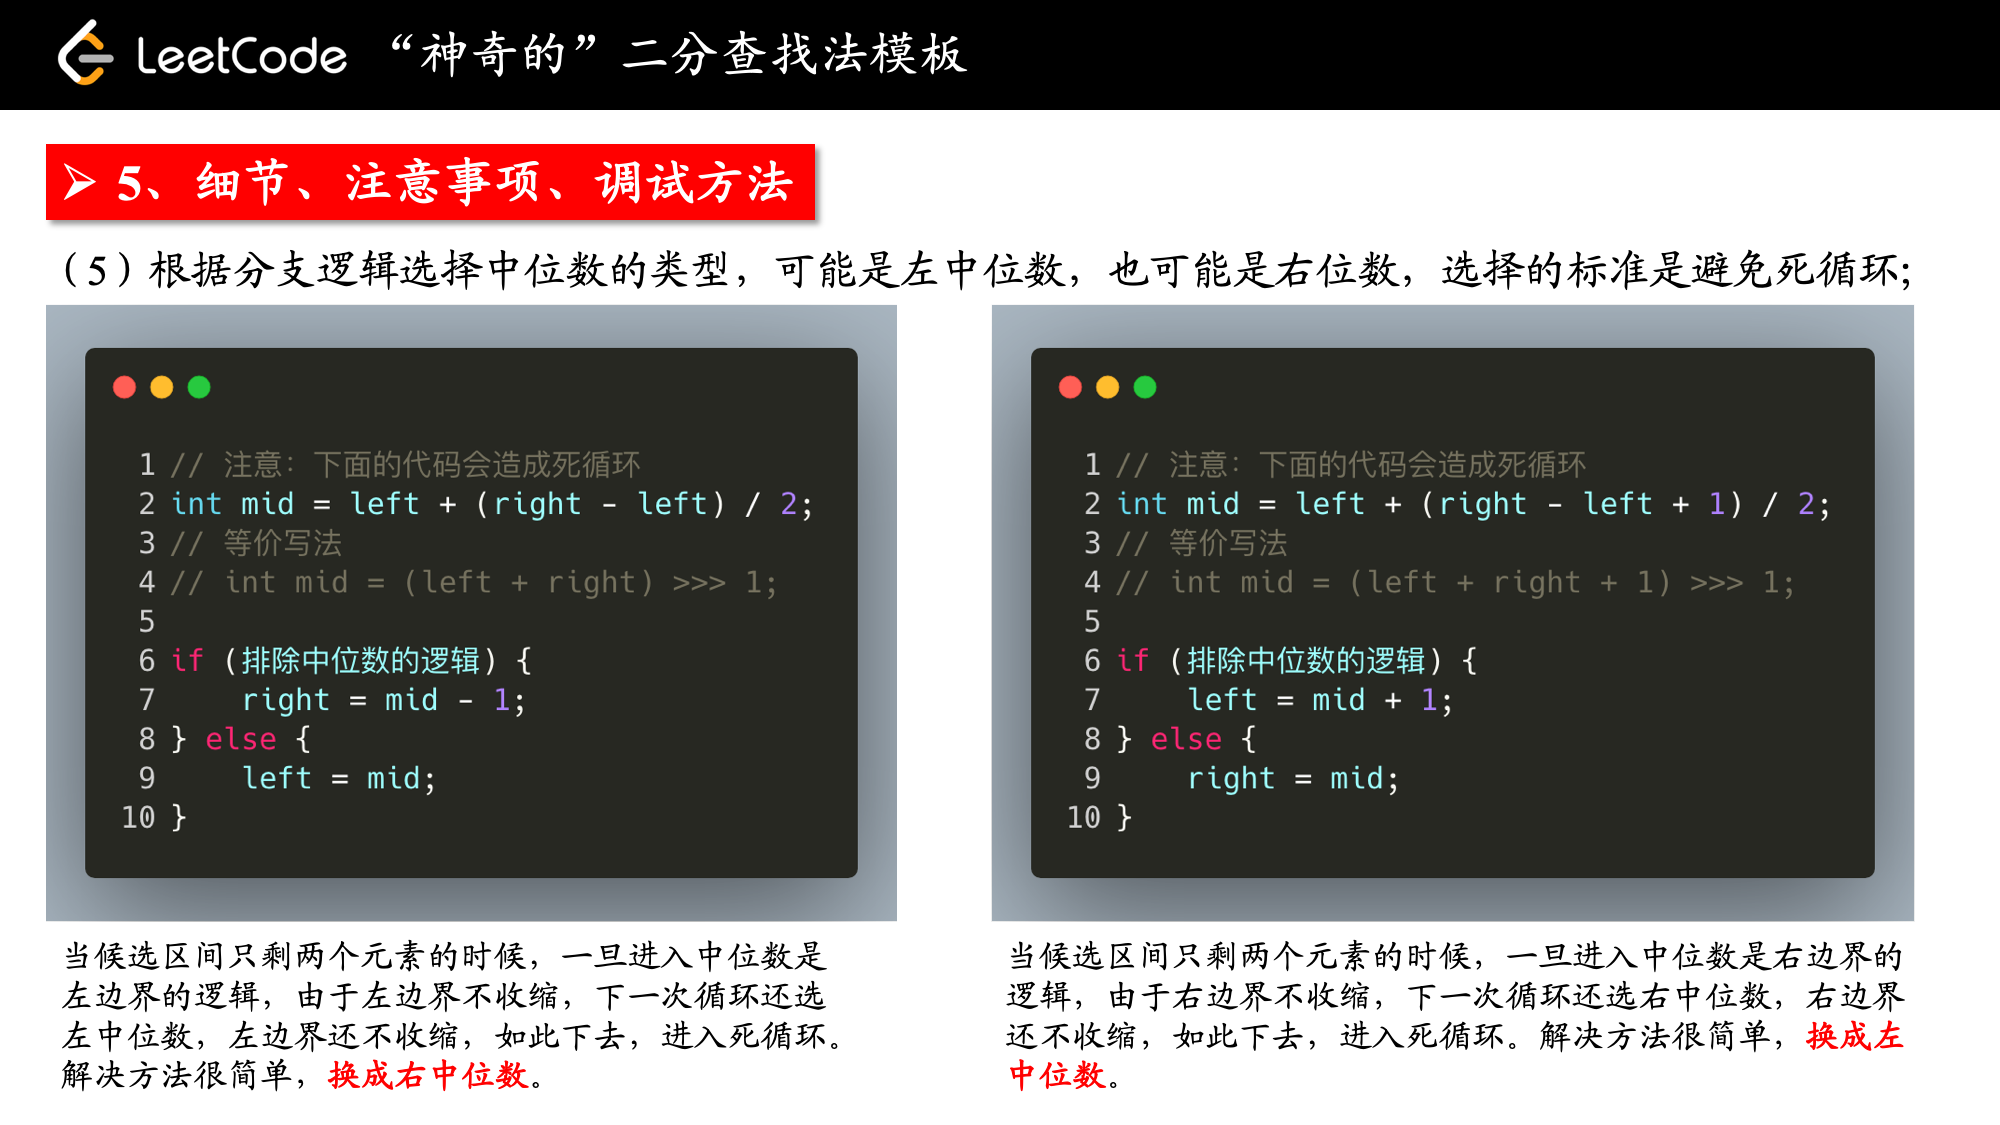 LeetCode “神奇的”二分查找法模板
➢ 5、细节、注意事项、调试方法
（5）根据分支逻辑选择中位数的类型，可能是左中位数，也可能是右位数，选择的标准是避免死循环；
1 // 注意：下面的代码会造成死循环
2 int mid = left + (right - left) / 2;
3 // 等价写法
4 // int mid = (left + right) >>> 1;
5
6 if (排除中位数的逻辑) {
7     right = mid - 1;
8 } else {
9     left = mid;
10 }
当候选区间只剩两个元素的时候，一旦进入中位数是
左边界的逻辑，由于左边界不收缩，下一次循环还选
左中位数，左边界还不收缩，如此下去，进入死循环。
解决方法很简单，换成右中位数。
1 // 注意：下面的代码会造成死循环
2 int mid = left + (right - left + 1) / 2;
3 // 等价写法
4 // int mid = (left + right + 1) >>> 1;
5
6 if (排除中位数的逻辑) {
7     left = mid + 1;
8 } else {
9     right = mid;
10 }
当候选区间只剩两个元素的时候，一旦进入中位数是右边界的
逻辑，由于右边界不收缩，下一次循环还选右中位数，右边界
还不收缩，如此下去，进入死循环。解决方法很简单，换成左
中位数。